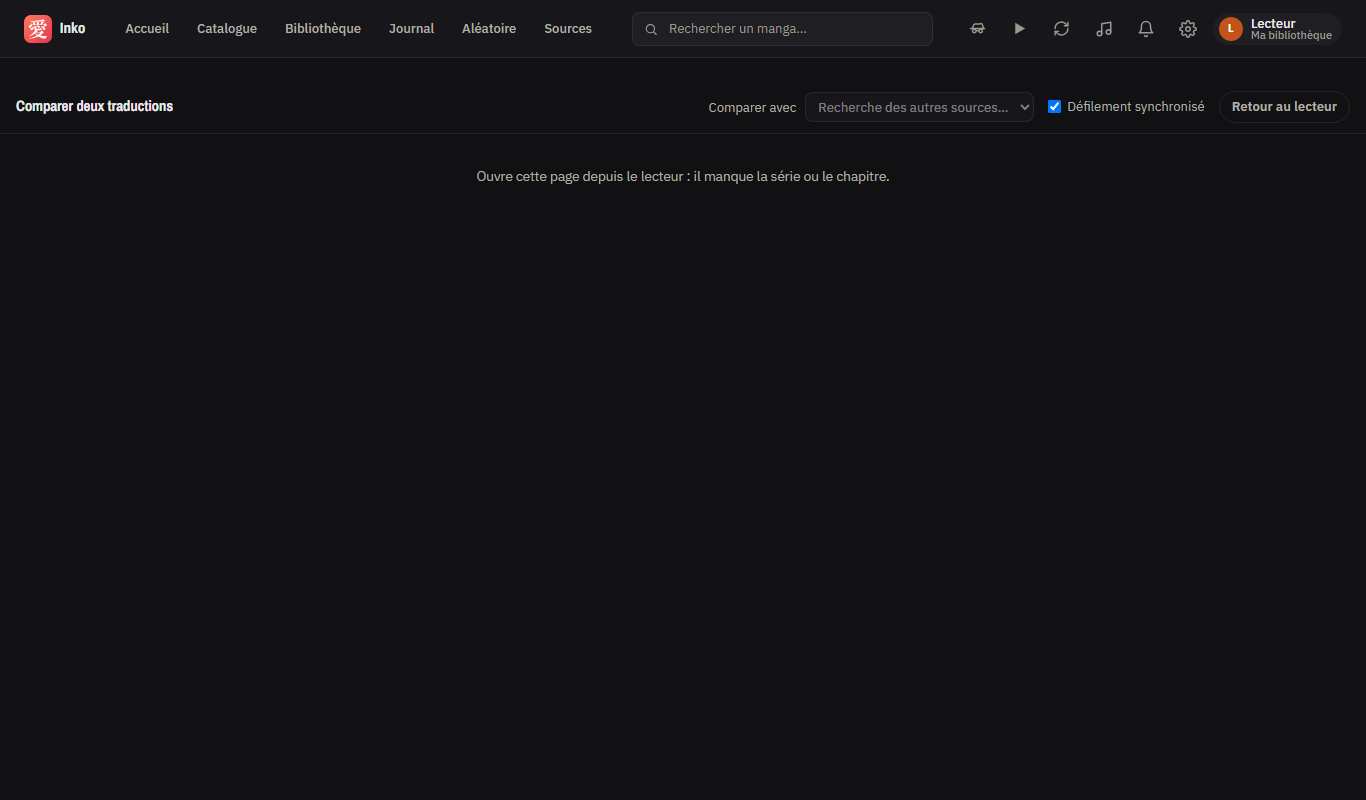 愛 Inko
Accueil
Catalogue
Bibliothèque
Journal
Aléatoire
Sources
Rechercher un manga...
L
Lecteur
Ma bibliothèque
Comparer deux traductions
Comparer avec
Recherche des autres sources...
Défilement synchronisé
Retour au lecteur
Ouvre cette page depuis le lecteur : il manque la série ou le chapitre.